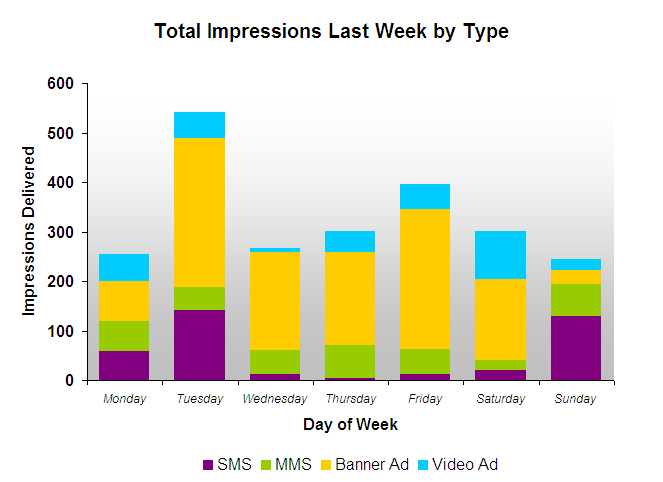 Total Impressions Last Week by Type
600
500
400
300
200
100
0
Impressions Delivered
Monday Tuesday Wednesday Thursday Friday Saturday Sunday
Day of Week
SMS MMS Banner Ad Video Ad